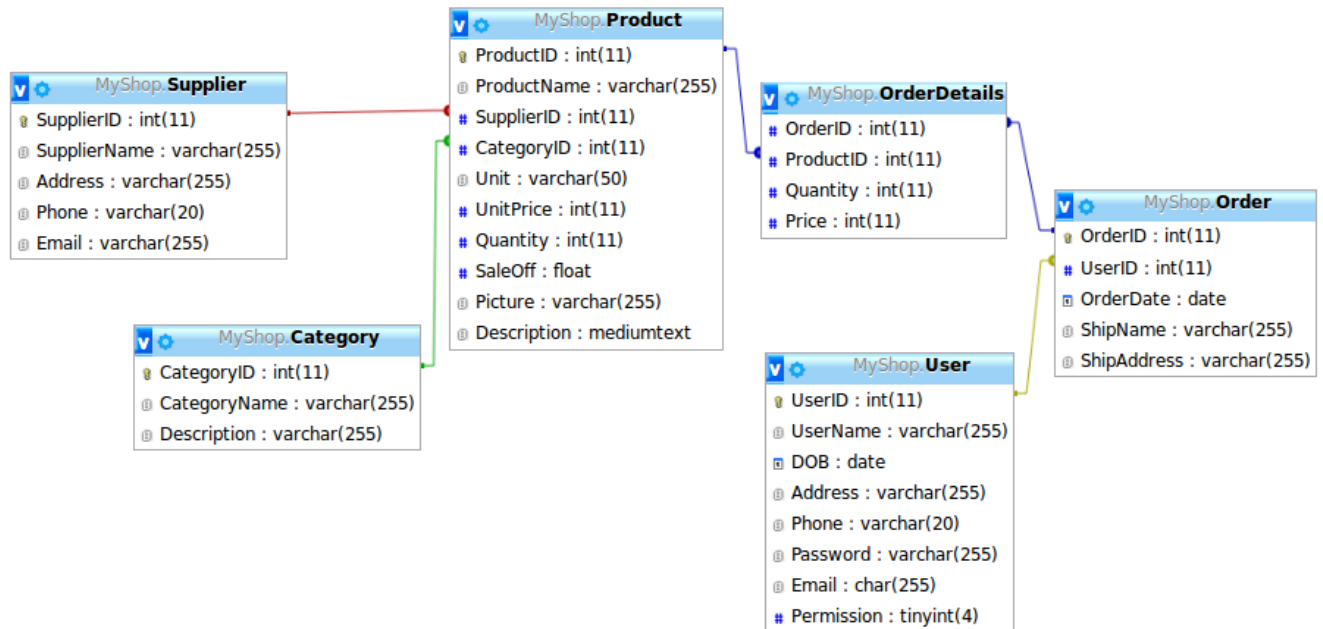 MyShop.Supplier
SupplierID : int(11)
SupplierName : varchar(255)
Address : varchar(255)
Phone : varchar(20)
Email : varchar(255)
MyShop.Category
CategoryID : int(11)
CategoryName : varchar(255)
Description : varchar(255)
MyShop.Product
ProductID : int(11)
ProductName : varchar(255)
# SupplierID : int(11)
# CategoryID : int(11)
Unit : varchar(50)
# UnitPrice : int(11)
# Quantity : int(11)
# SaleOff : float
Picture : varchar(255)
Description : mediumtext
MyShop.OrderDetails
# OrderID : int(11)
# ProductID : int(11)
# Quantity : int(11)
# Price : int(11)
MyShop.User
UserID : int(11)
UserName : varchar(255)
DOB : date
Address : varchar(255)
Phone : varchar(20)
Password : varchar(255)
Email : char(255)
# Permission : tinyint(4)
MyShop.Order
OrderID : int(11)
# UserID : int(11)
OrderDate : date
ShipName : varchar(255)
ShipAddress : varchar(255)